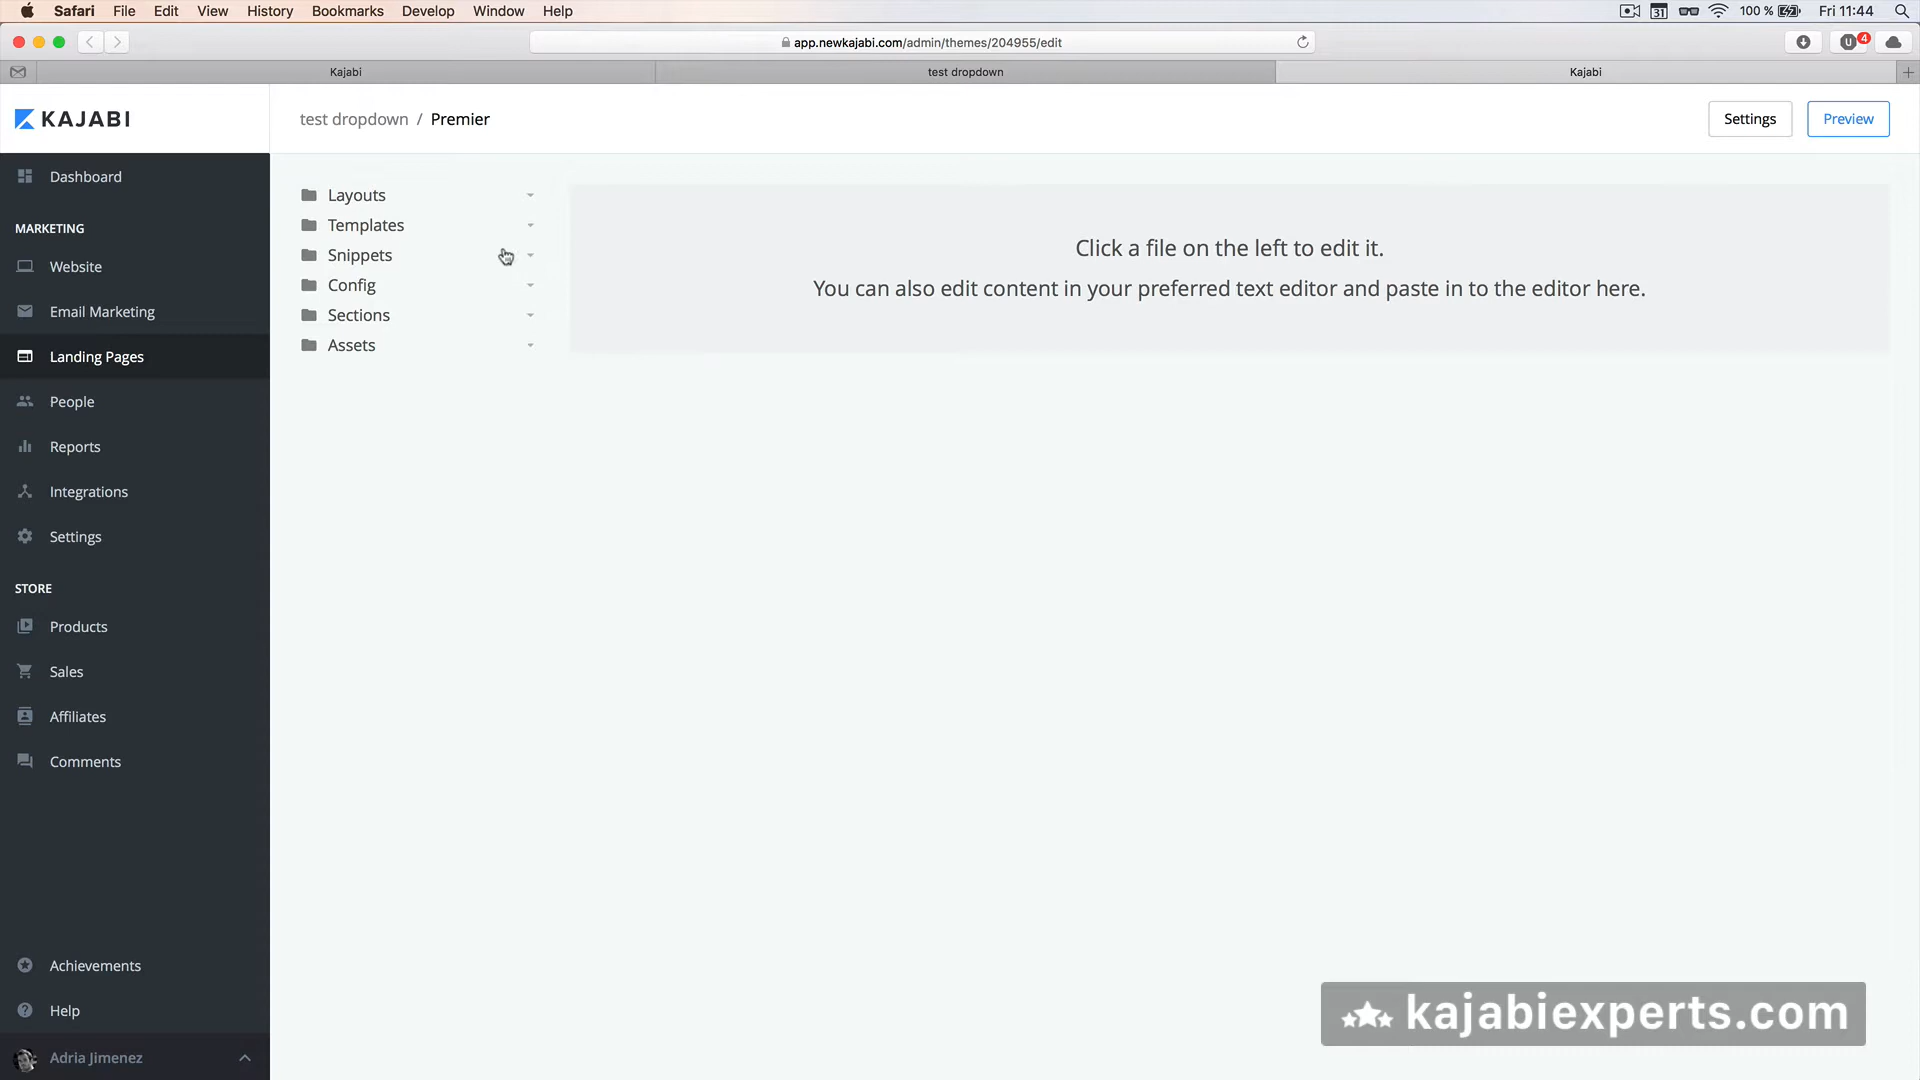 Safari File Edit View History Bookmarks Develop Window Help 31 100 % Fri 11:44
app.newkajabi.com/admin/themes/204955/edit U 4
Kajabi test dropdown Kajabi
KAJABI
test dropdown / Premier
Settings
Preview
Dashboard
MARKETING
Website
Email Marketing
Landing Pages
People
Reports
Integrations
Settings
STORE
Products
Sales
Affiliates
Comments
Achievements
Help
Adria Jimenez
Layouts
Templates
Snippets
Config
Sections
Assets
Click a file on the left to edit it.
You can also edit content in your preferred text editor and paste in to the editor here.
kajabiexperts.com